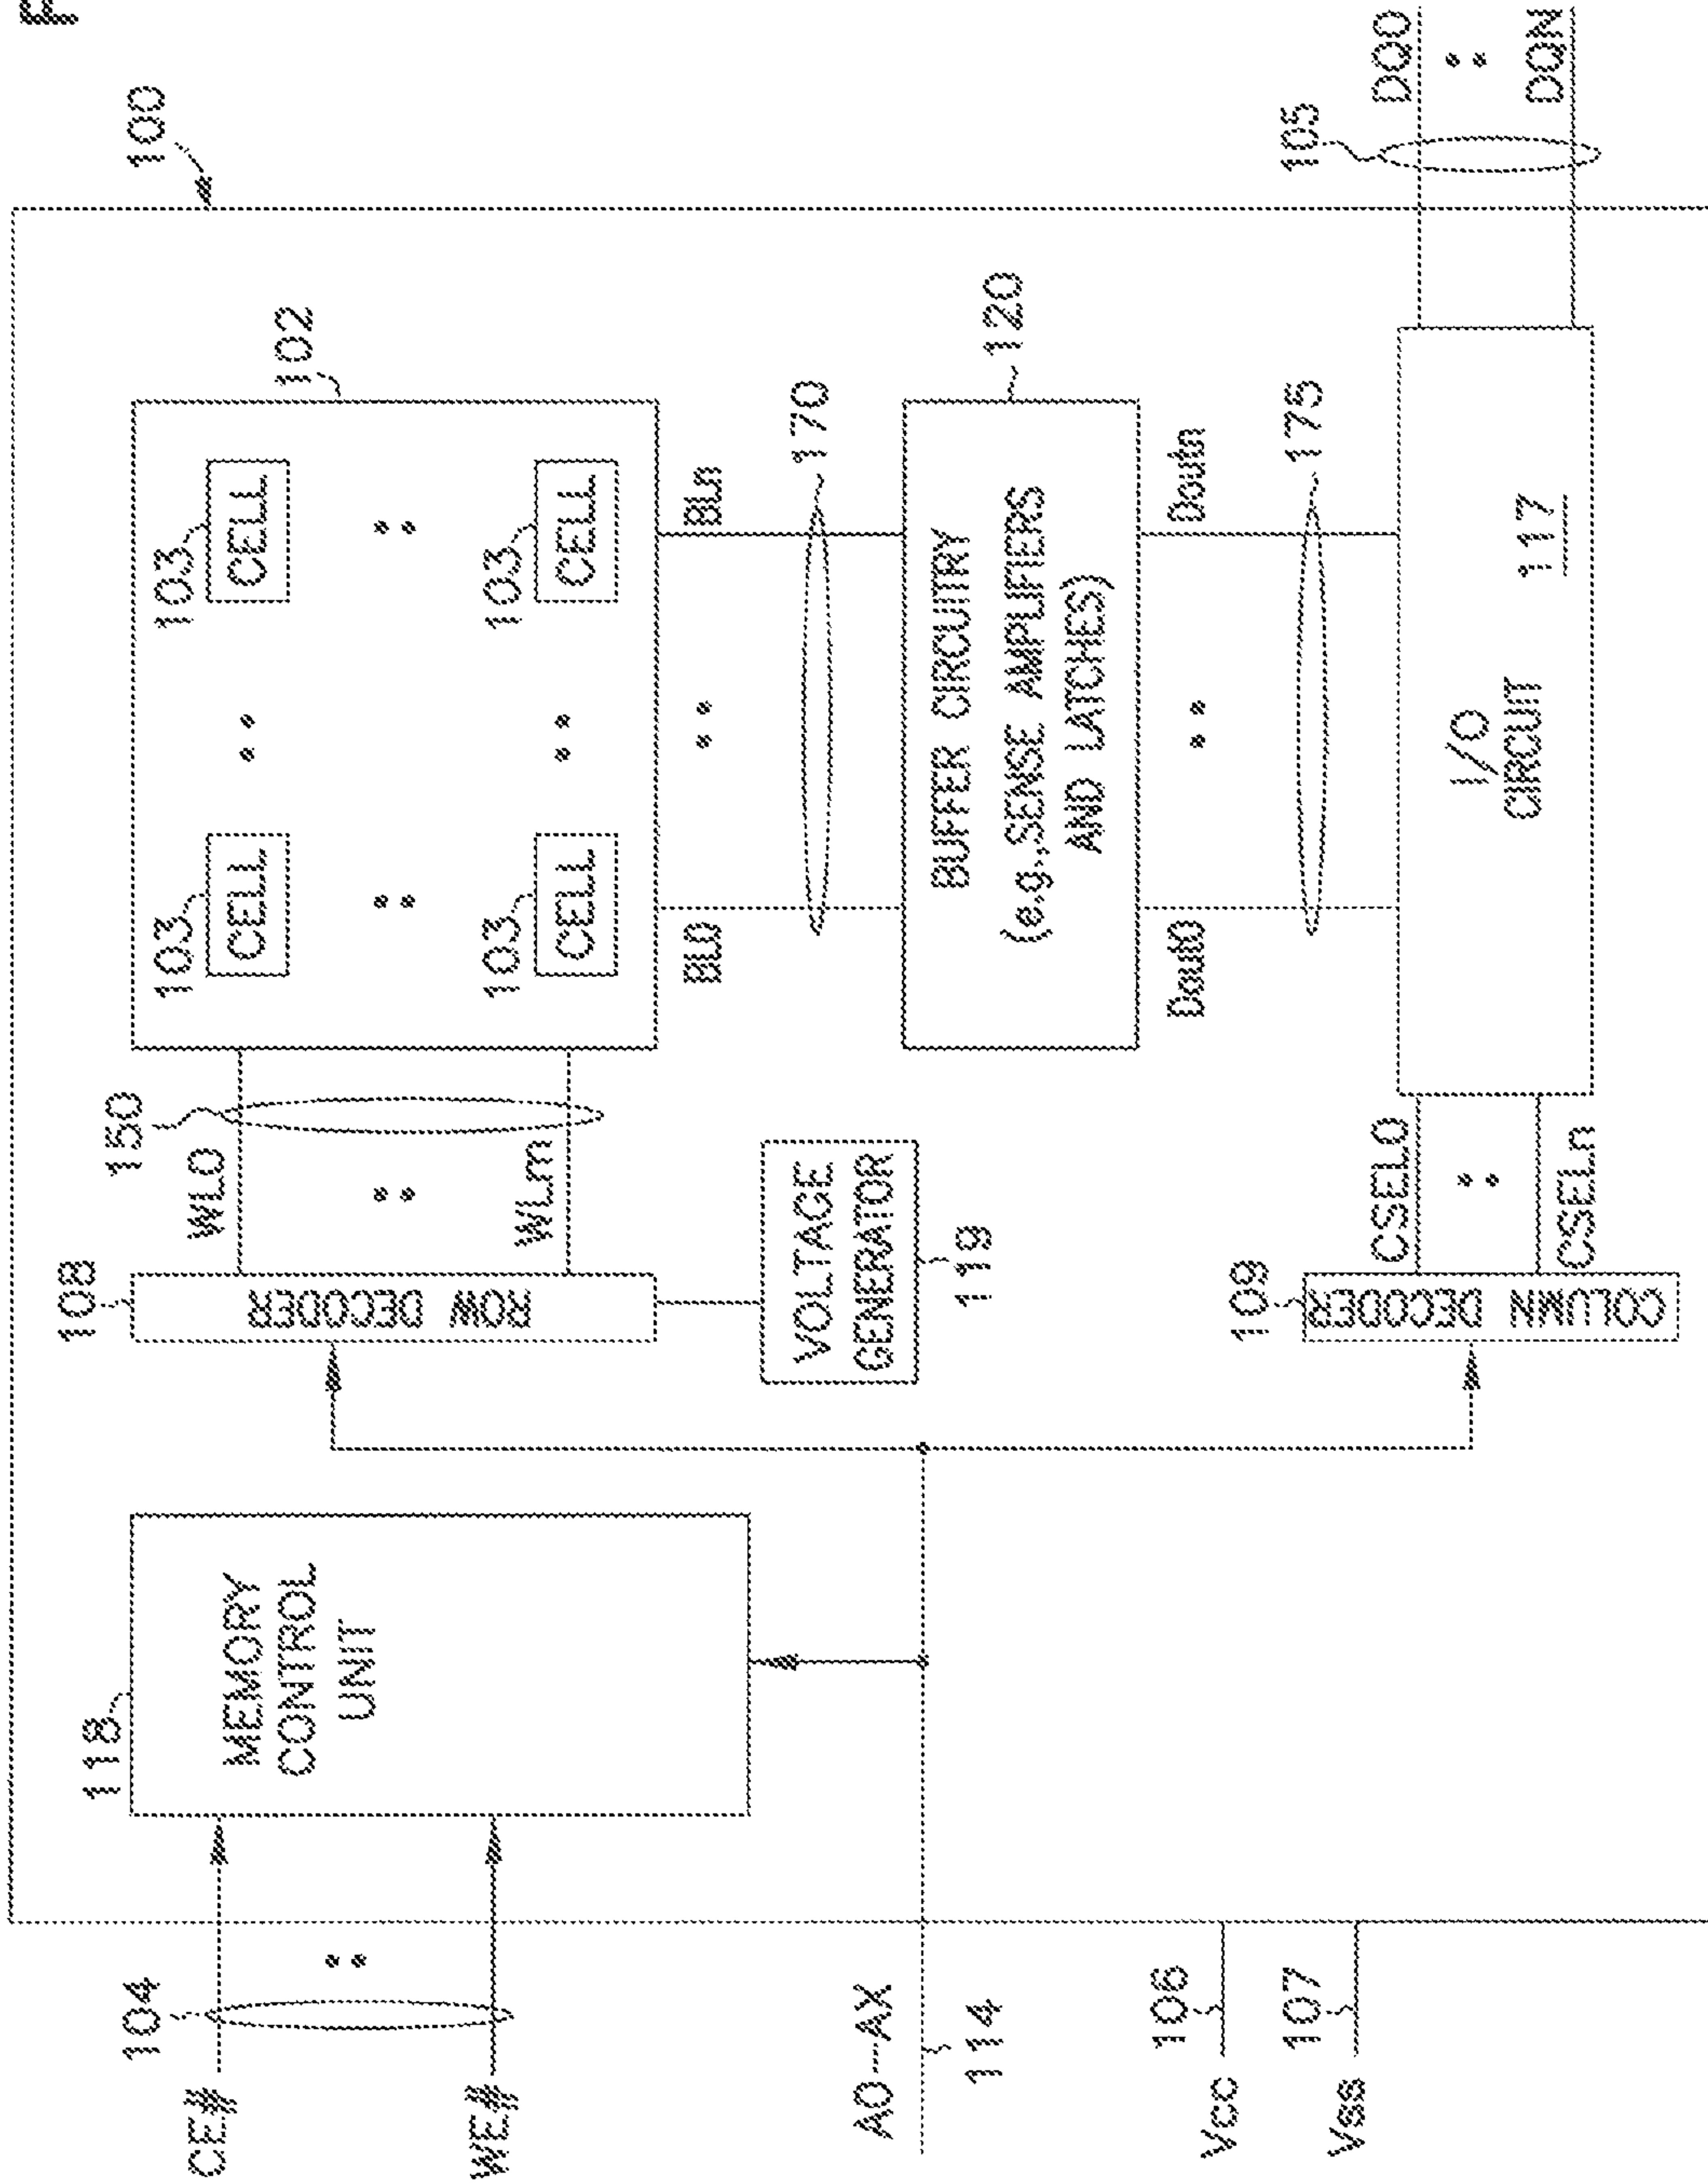 F
100
104
CE#
WE#
118
MEMORY
CONTROL
UNIT
108
ROW DECODER
WL0
WLm
150
102
103
CELL
103
CELL
103
CELL
103
CELL
VOLTAGE
GENERATOR
119
BL0
BLn
170
A0-AX
114
BUFFER CIRCUITRY
(e.g.,SENSE AMPLIFIERS
AND LATCHES)
120
Dout0
Doutn
175
Vcc
106
Vss
107
109
COLUMN DECODER
CSEL0
CSELn
I/O
CIRCUIT
117
105
DQ0
DQN